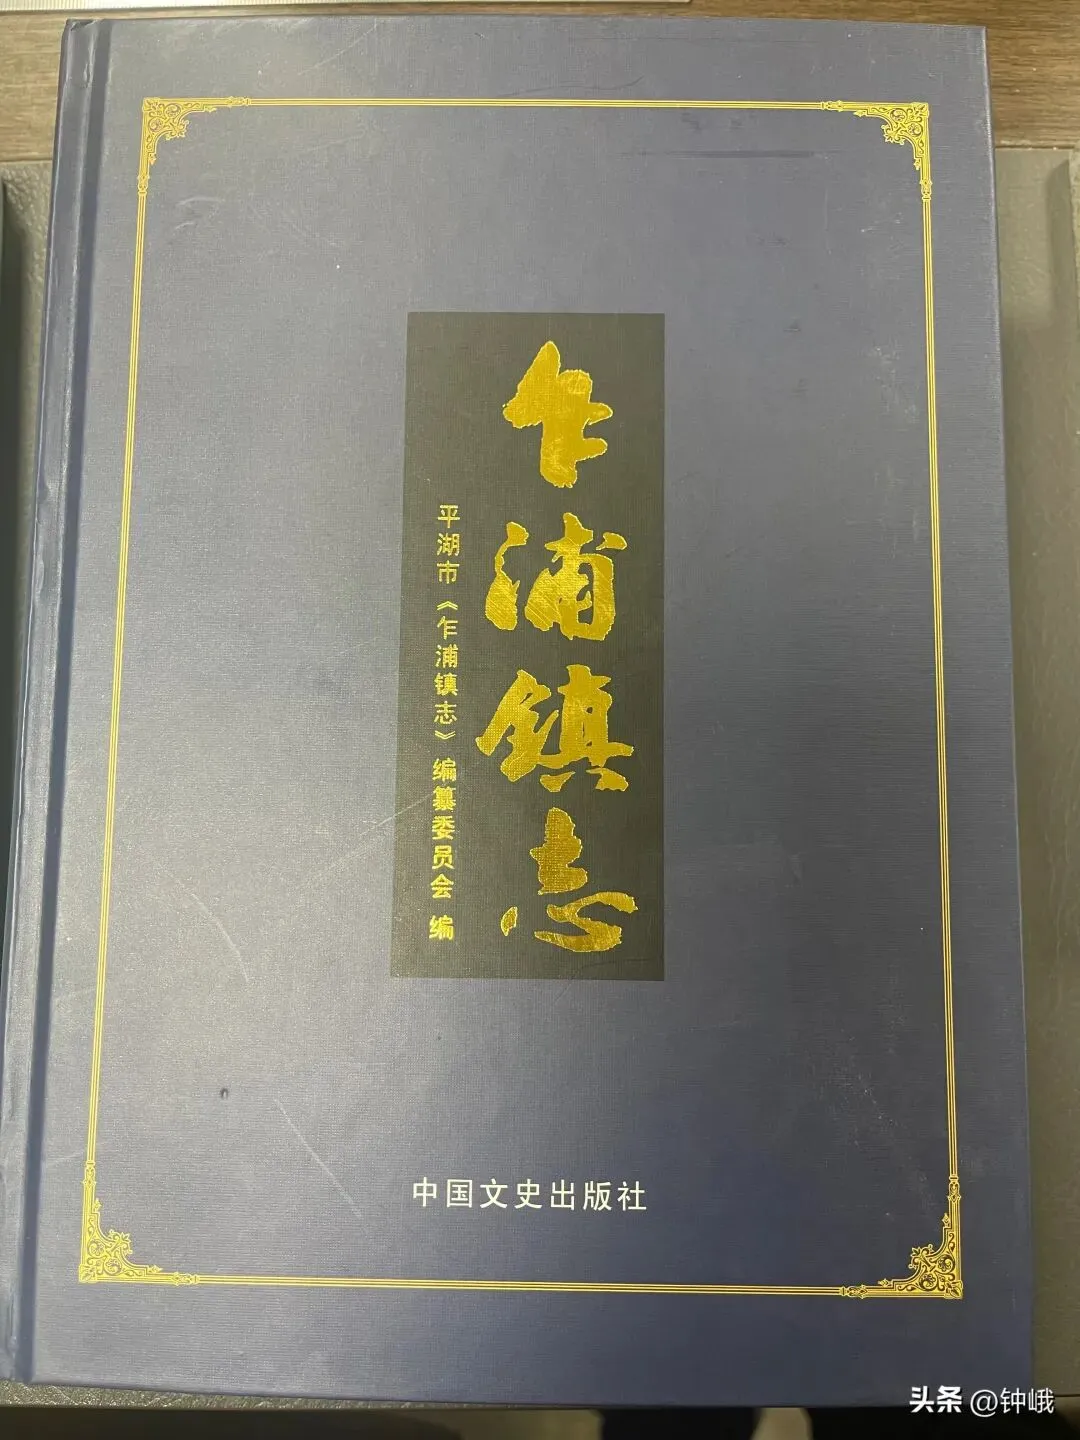 乍浦镇志
平湖市《乍浦镇志》编纂委员会 编
中国文史出版社
头条 @钟峨